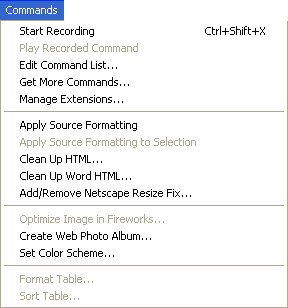 Commands
Start Recording Ctrl+Shift+X
Play Recorded Command
Edit Command List...
Get More Commands...
Manage Extensions...
Apply Source Formatting
Apply Source Formatting to Selection
Clean Up HTML...
Clean Up Word HTML...
Add/Remove Netscape Resize Fix...
Optimize Image in Fireworks...
Create Web Photo Album...
Set Color Scheme...
Format Table...
Sort Table...